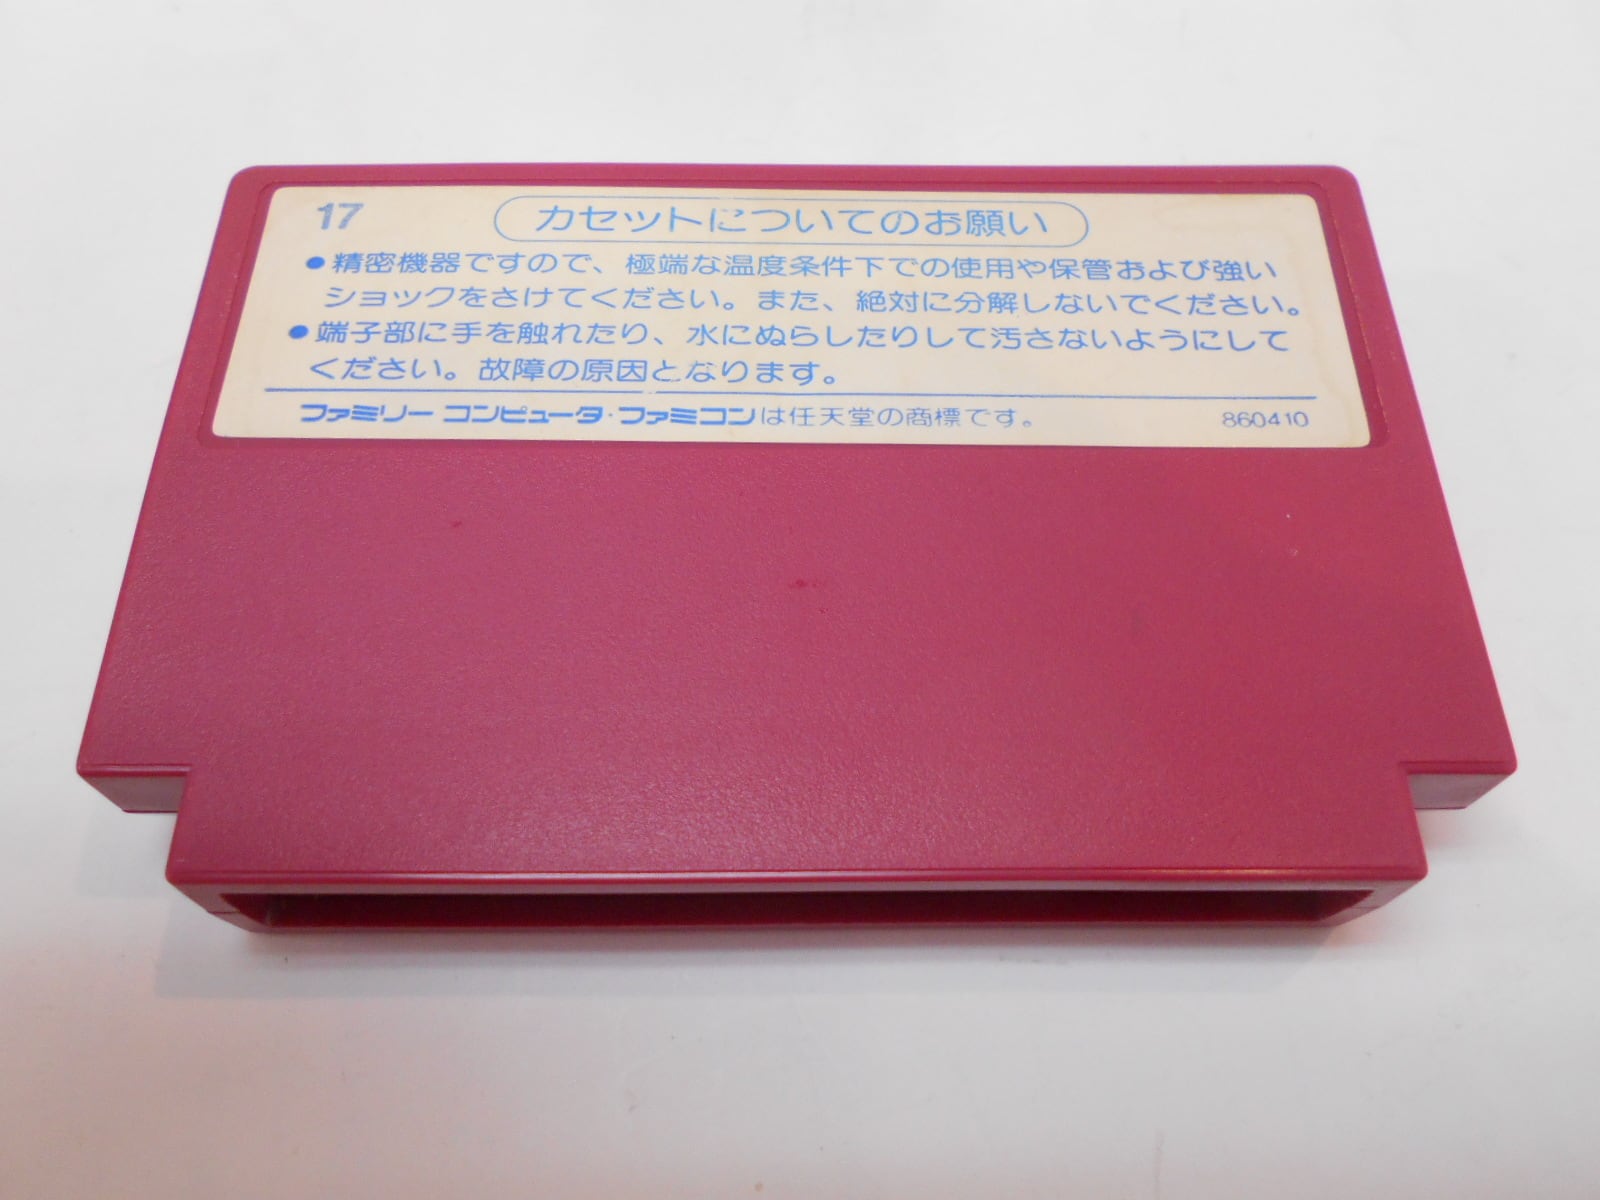 17
カセットについてのお願い
●精密機器ですので、極端な温度条件下での使用や保管および強い
ショックをさけてください。また、絶対に分解しないでください。
●端子部に手を触れたり、水にぬらしたりして汚さないようにして
ください。故障の原因となります。
ファミリー コンピュータ・ファミコンは任天堂の商標です。 860410